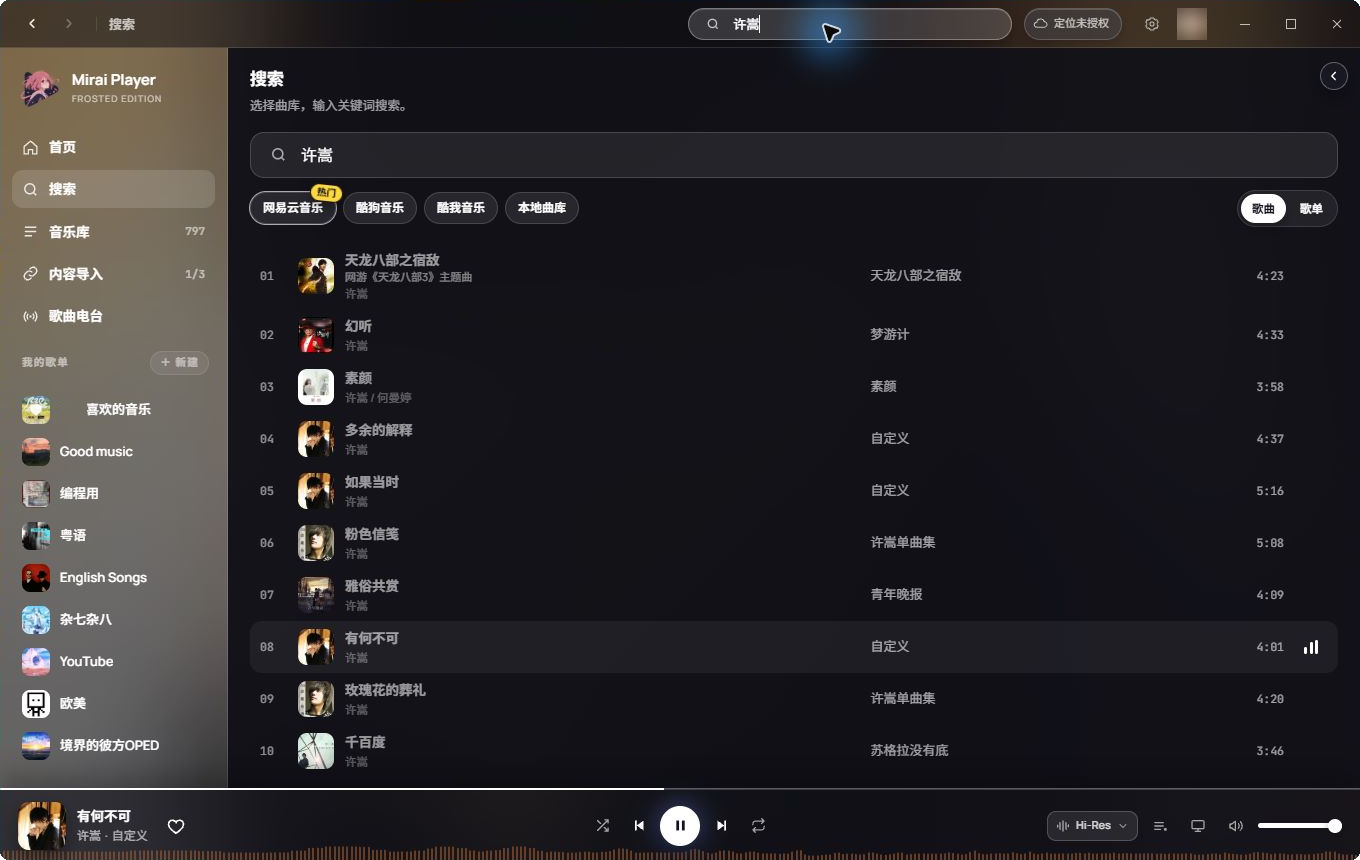 搜索
许嵩
定位未授权
Mirai Player
FROSTED EDITION
首页
搜索
音乐库 797
内容导入 1/3
歌曲电台
我的歌单 + 新建
喜欢的音乐
Good music
编程用
粤语
English Songs
杂七杂八
YouTube
欧美
境界的彼方OPED
搜索
选择曲库，输入关键词搜索。
许嵩
热门
网易云音乐 酷狗音乐 酷我音乐 本地曲库 歌曲 歌单
01 天龙八部之宿敌 天龙八部之宿敌 4:23
网游《天龙八部3》主题曲
许嵩
02 幻听 梦游计 4:33
许嵩
03 素颜 素颜 3:58
许嵩 / 何曼婷
04 多余的解释 自定义 4:37
许嵩
05 如果当时 自定义 5:16
许嵩
06 粉色信笺 许嵩单曲集 5:08
许嵩
07 雅俗共赏 青年晚报 4:09
许嵩
08 有何不可 自定义 4:01
许嵩
09 玫瑰花的葬礼 许嵩单曲集 4:20
许嵩
10 千百度 苏格拉没有底 3:46
许嵩
有何不可
许嵩 · 自定义
Hi-Res